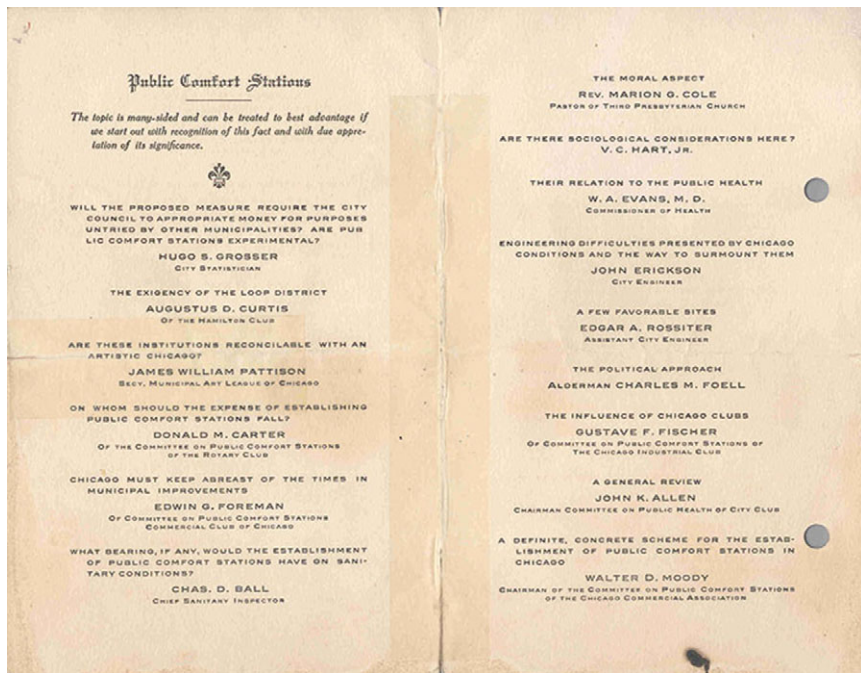 Public Comfort Stations
The topic is many-sided and can be treated to best advantage if
we start out with recognition of this fact and with due appre-
iation of its significance.
WILL THE PROPOSED MEASURE REQUIRE THE CITY
COUNCIL TO APPROPRIATE MONEY FOR PURPOSES
UNTRIED BY OTHER MUNICIPALITIES? ARE PUB
LIC COMFORT STATIONS EXPERIMENTAL?
HUGO S. GROSSER
CITY STATISTICIAN
THE EXIGENCY OF THE LOOP DISTRICT
AUGUSTUS D. CURTIS
OF THE HAMILTON CLUB
ARE THESE INSTITUTIONS RECONCILABLE WITH AN
ARTISTIC CHICAGO?
JAMES WILLIAM PATTISON
SECY, MUNICIPAL ART LEAGUE OF CHICAGO
ON WHOM SHOULD THE EXPENSE OF ESTABLISHING
PUBLIC COMFORT STATIONS FALL?
DONALD M. CARTER
OF THE COMMITTEE ON PUBLIC COMFORT STATIONS
OF THE ROTARY CLUB
CHICAGO MUST KEEP ABREAST OF THE TIMES IN
MUNICIPAL IMPROVEMENTS
EDWIN G. FOREMAN
OF COMMITTEE ON PUBLIC COMFORT STATIONS
COMMERCIAL CLUB OF CHICAGO
WHAT BEARING, IF ANY, WOULD THE ESTABLISHMENT
OF PUBLIC COMFORT STATIONS HAVE ON SANI-
TARY CONDITIONS?
CHAS. D. BALL
CHIEF SANITARY INSPECTOR
THE MORAL ASPECT
REV. MARION G. COLE
PASTOR OF THIRD PRESBYTERIAN CHURCH
ARE THERE SOCIOLOGICAL CONSIDERATIONS HERE?
V. C. HART, JR.
THEIR RELATION TO THE PUBLIC HEALTH
W. A. EVANS, M. D.
COMMISSIONER OF HEALTH
ENGINEERING DIFFICULTIES PRESENTED BY CHICAGO
CONDITIONS AND THE WAY TO SURMOUNT THEM
JOHN ERICKSON
CITY ENGINEER
A FEW FAVORABLE SITES
EDGAR A. ROSSITER
ASSISTANT CITY ENGINEER
THE POLITICAL APPROACH
ALDERMAN CHARLES M. FOELL
THE INFLUENCE OF CHICAGO CLUBS
GUSTAVE F. FISCHER
OF COMMITTEE ON PUBLIC COMFORT STATIONS OF
THE CHICAGO INDUSTRIAL CLUB
A GENERAL REVIEW
JOHN K. ALLEN
CHAIRMAN COMMITTEE ON PUBLIC HEALTH OF CITY CLUB
A DEFINITE, CONCRETE SCHEME FOR THE ESTAB-
LISHMENT OF PUBLIC COMFORT STATIONS IN
CHICAGO
WALTER D. MOODY
CHAIRMAN OF THE COMMITTEE ON PUBLIC COMFORT STATIONS
OF THE CHICAGO COMMERCIAL ASSOCIATION